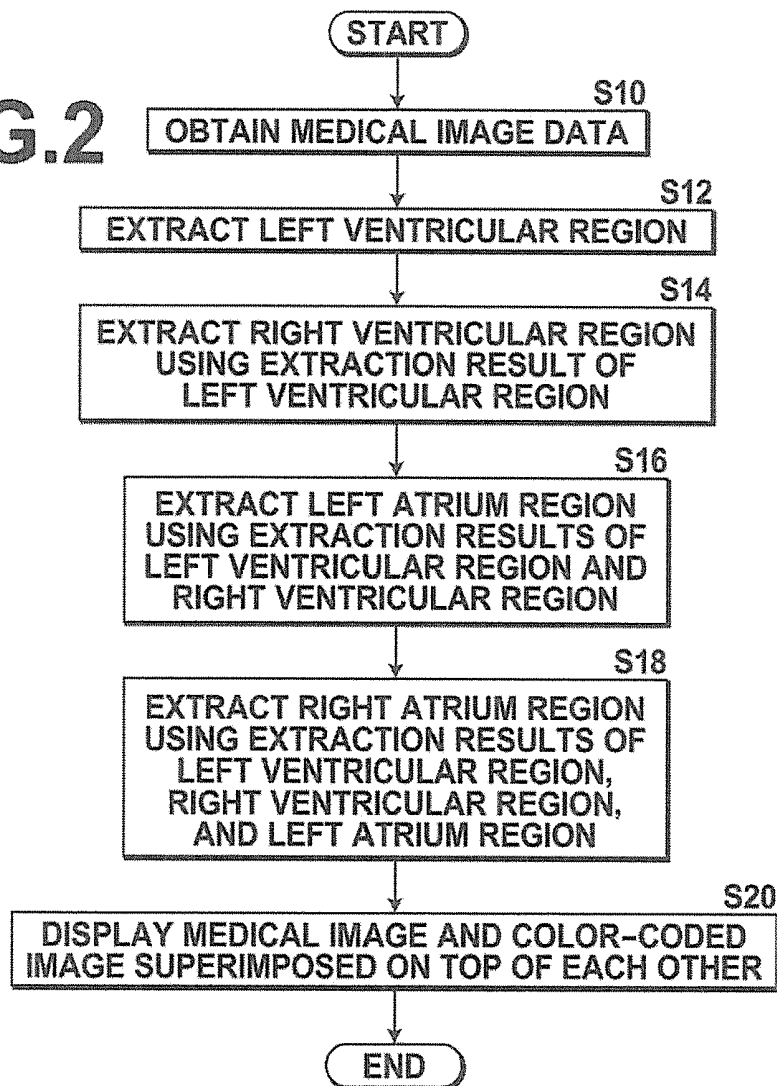 START
G.2
S10
OBTAIN MEDICAL IMAGE DATA
S12
EXTRACT LEFT VENTRICULAR REGION
S14
EXTRACT RIGHT VENTRICULAR REGION
USING EXTRACTION RESULT OF
LEFT VENTRICULAR REGION
S16
EXTRACT LEFT ATRIUM REGION
USING EXTRACTION RESULTS OF
LEFT VENTRICULAR REGION AND
RIGHT VENTRICULAR REGION
S18
EXTRACT RIGHT ATRIUM REGION
USING EXTRACTION RESULTS OF
LEFT VENTRICULAR REGION,
RIGHT VENTRICULAR REGION,
AND LEFT ATRIUM REGION
S20
DISPLAY MEDICAL IMAGE AND COLOR-CODED
IMAGE SUPERIMPOSED ON TOP OF EACH OTHER
END